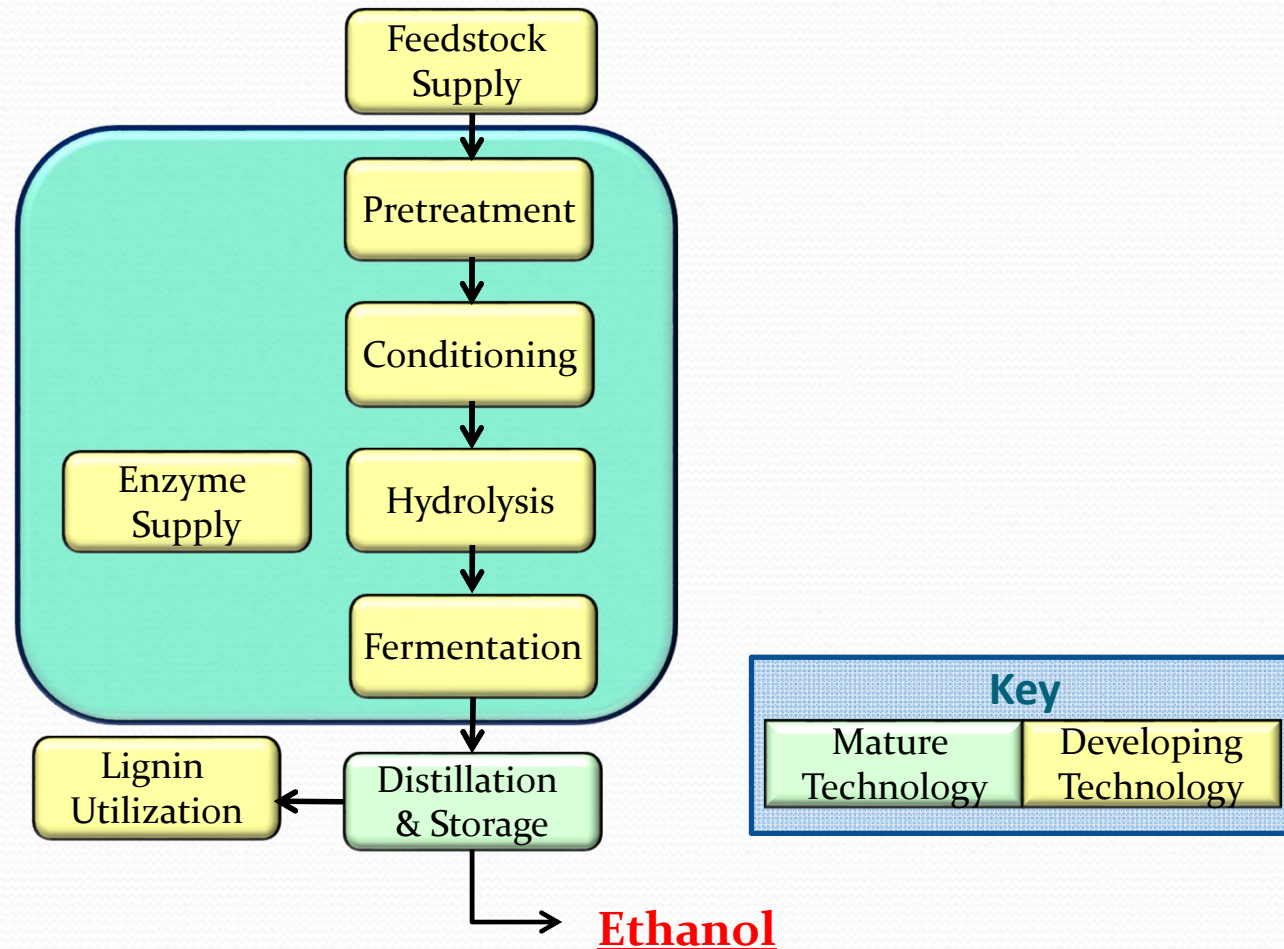 Feedstock
Supply
Pretreatment
Conditioning
Enzyme
Supply
Hydrolysis
Fermentation
Lignin
Utilization
Distillation
& Storage
Ethanol
Key
Mature
Technology
Developing
Technology